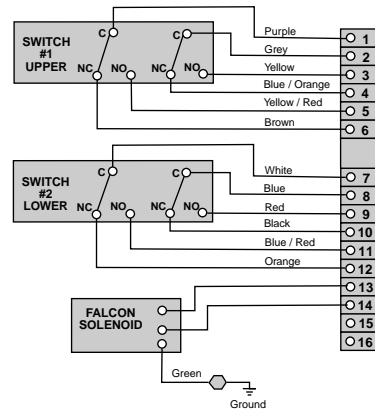 SWITCH
#1
UPPER
C
C
NC
NO
NC
NO
Purple
Grey
Yellow
Blue / Orange
Yellow / Red
Brown
1
2
3
4
5
6
SWITCH
#2
LOWER
C
C
NC
NO
NC
NO
White
Blue
Red
Black
Blue / Red
Orange
7
8
9
10
11
12
13
14
15
16
FALCON
SOLENOID
Green
Ground